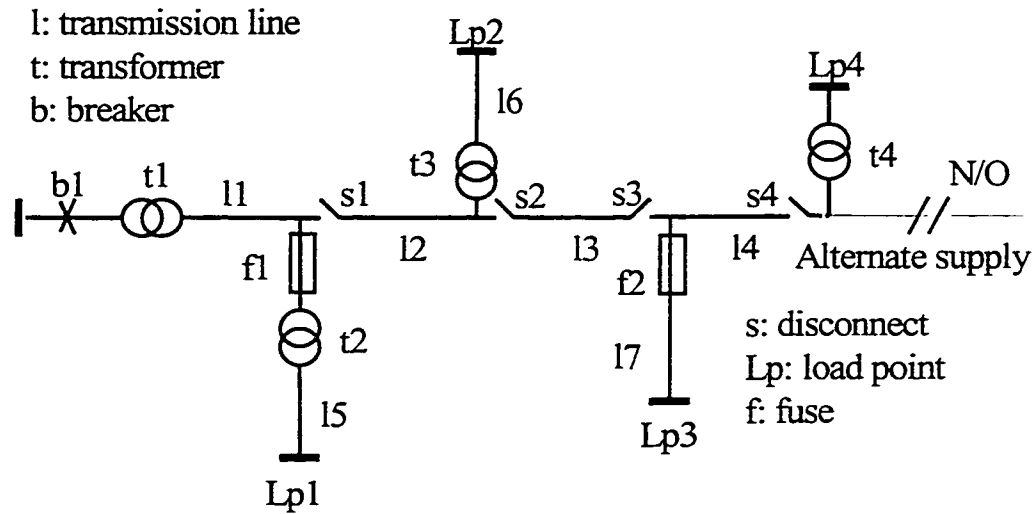 l: transmission line
t: transformer
b: breaker
Lp2
Lp4
l6
t3
t4
N/O
b1
t1
l1
s1
s2
s3
s4
l2
l3
l4
Alternate supply
f1
f2
t2
l7
l5
s: disconnect
Lp: load point
f: fuse
Lp3
Lp1